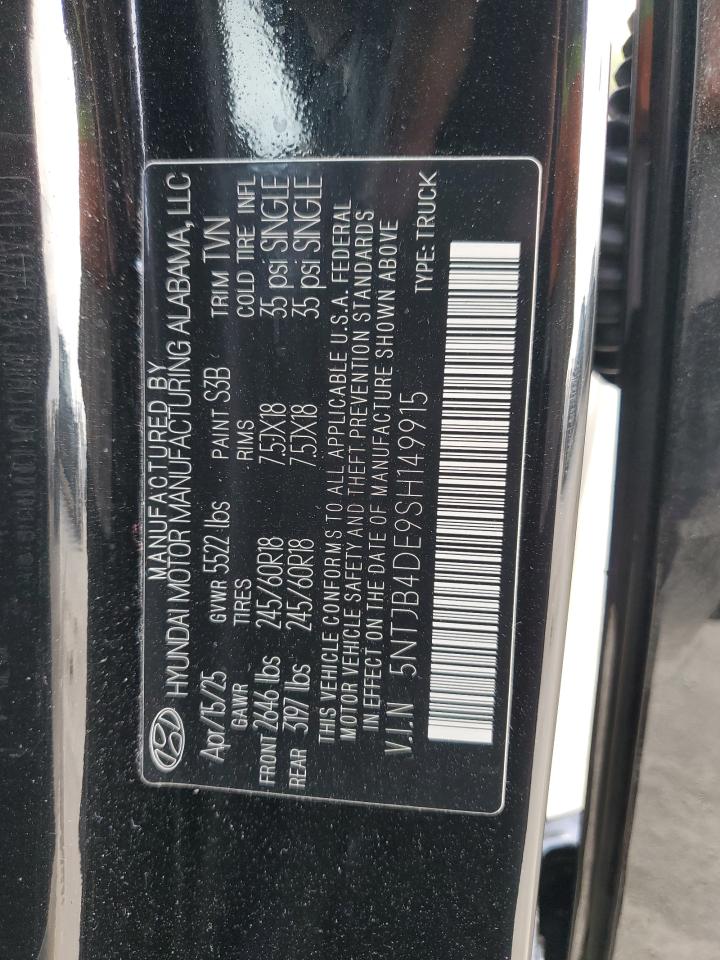 MANUFACTURED BY
HYUNDAI MOTOR MANUFACTURING ALABAMA, LLC
Apr/15/25 GVWR 5522 lbs PAINT S3B TRIM TVN
GAWR TIRES RIMS COLD TIRE INFL
FRONT 2646 lbs 245/60R18 7.5JX18 35 psi SINGLE
REAR 3197 lbs 245/60R18 7.5JX18 35 psi SINGLE
THIS VEHICLE CONFORMS TO ALL APPLICABLE U.S.A. FEDERAL
MOTOR VEHICLE SAFETY AND THEFT PREVENTION STANDARDS
IN EFFECT ON THE DATE OF MANUFACTURE SHOWN ABOVE
V.I.N 5NTJB4DE9SH149915 TYPE: TRUCK